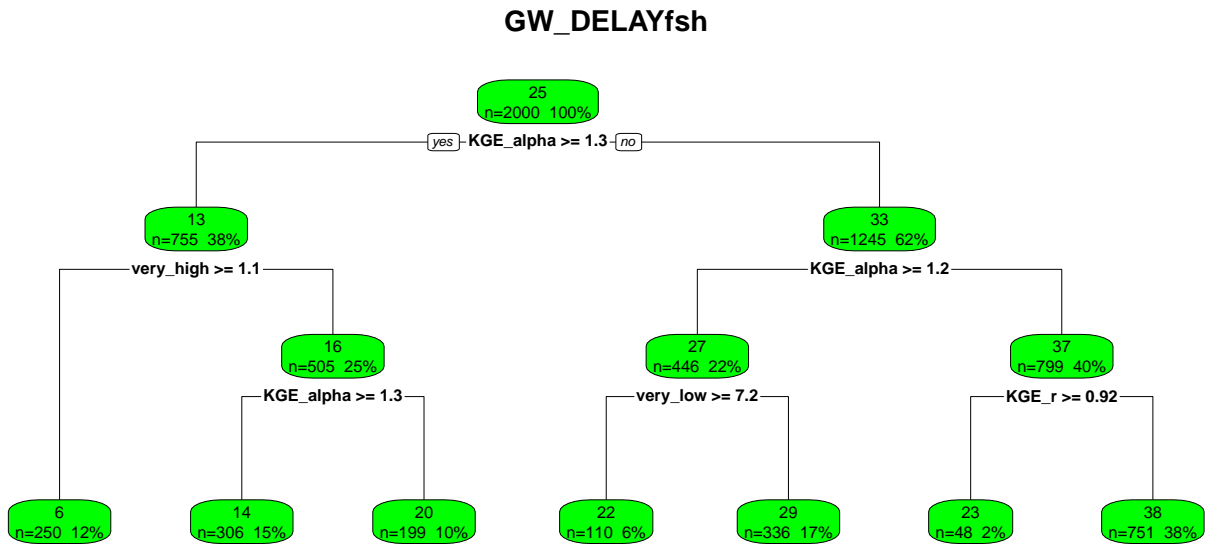 GW_DELAYfsh
25
n=2000 100%
yes KGE_alpha >= 1.3 no
13
n=755 38%
33
n=1245 62%
very_high >= 1.1
KGE_alpha >= 1.2
16
n=505 25%
27
n=446 22%
37
n=799 40%
KGE_alpha >= 1.3
very_low >= 7.2
KGE_r >= 0.92
6
n=250 12%
14
n=306 15%
20
n=199 10%
22
n=110 6%
29
n=336 17%
23
n=48 2%
38
n=751 38%